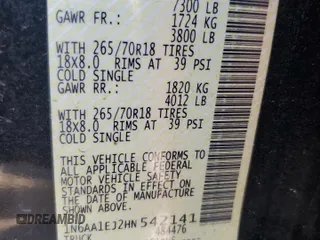 7300 LB
GAWR FR.: 1724 KG
3800 LB
WITH 265/70R18 TIRES
18X8.0 RIMS AT 39 PSI
COLD SINGLE
GAWR RR.: 1820 KG
4012 LB
WITH 265/70R18 TIRES
18X8.0 RIMS AT 39 PSI
COLD SINGLE
THIS VEHICLE CONFORMS TO
ALL APPLICABLE FEDERAL
MOTOR VEHICLE SAFETY
STANDARDS IN EFFECT ON
THE DATE OF MANUFACTURE
SHOWN ABOVE
1N6AA1EJ2HN 542141
TRUCK
DREAMBID